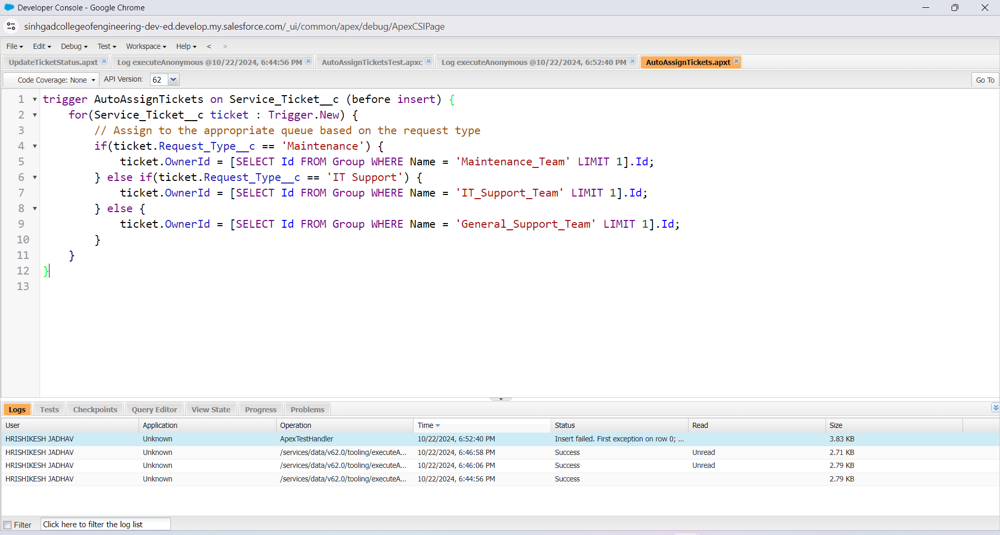 Developer Console - Google Chrome
sinhgadcollegeofengineering-dev-ed.develop.my.salesforce.com/_ui/common/apex/debug/ApexCSIPage
File Edit Debug Test Workspace Help < >
UpdateTicketStatus.apxt Log executeAnonymous @10/22/2024, 6:44:56 PM AutoAssignTicketsTest.apxc Log executeAnonymous @10/22/2024, 6:52:40 PM AutoAssignTickets.apxt
Code Coverage: None API Version: 62 Go To
1 trigger AutoAssignTickets on Service_Ticket__c (before insert) {
2 for(Service_Ticket__c ticket : Trigger.New) {
3 // Assign to the appropriate queue based on the request type
4 if(ticket.Request_Type__c == 'Maintenance') {
5 ticket.OwnerId = [SELECT Id FROM Group WHERE Name = 'Maintenance_Team' LIMIT 1].Id;
6 } else if(ticket.Request_Type__c == 'IT Support') {
7 ticket.OwnerId = [SELECT Id FROM Group WHERE Name = 'IT_Support_Team' LIMIT 1].Id;
8 } else {
9 ticket.OwnerId = [SELECT Id FROM Group WHERE Name = 'General_Support_Team' LIMIT 1].Id;
10 }
11 }
12 }
13
Logs Tests Checkpoints Query Editor View State Progress Problems
User Application Operation Time Status Read Size
HRISHIKESH JADHAV Unknown ApexTestHandler 10/22/2024, 6:52:40 PM Insert failed. First exception on row 0; ... 3.83 KB
HRISHIKESH JADHAV Unknown /services/data/v62.0/tooling/executeA... 10/22/2024, 6:46:58 PM Success Unread 2.71 KB
HRISHIKESH JADHAV Unknown /services/data/v62.0/tooling/executeA... 10/22/2024, 6:46:06 PM Success Unread 2.79 KB
HRISHIKESH JADHAV Unknown /services/data/v62.0/tooling/executeA... 10/22/2024, 6:44:56 PM Success 2.79 KB
Filter Click here to filter the log list